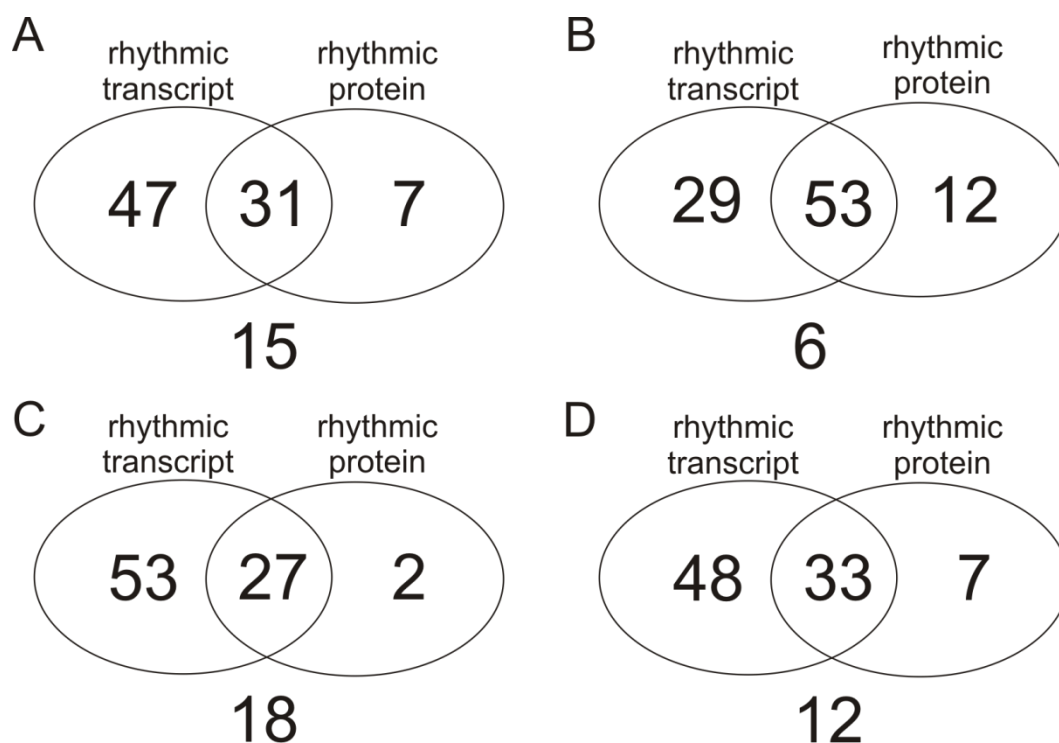 A
rhythmic
transcript
rhythmic
protein
47
31
7
15
B
rhythmic
transcript
rhythmic
protein
29
53
12
6
C
rhythmic
transcript
rhythmic
protein
53
27
2
18
D
rhythmic
transcript
rhythmic
protein
48
33
7
12